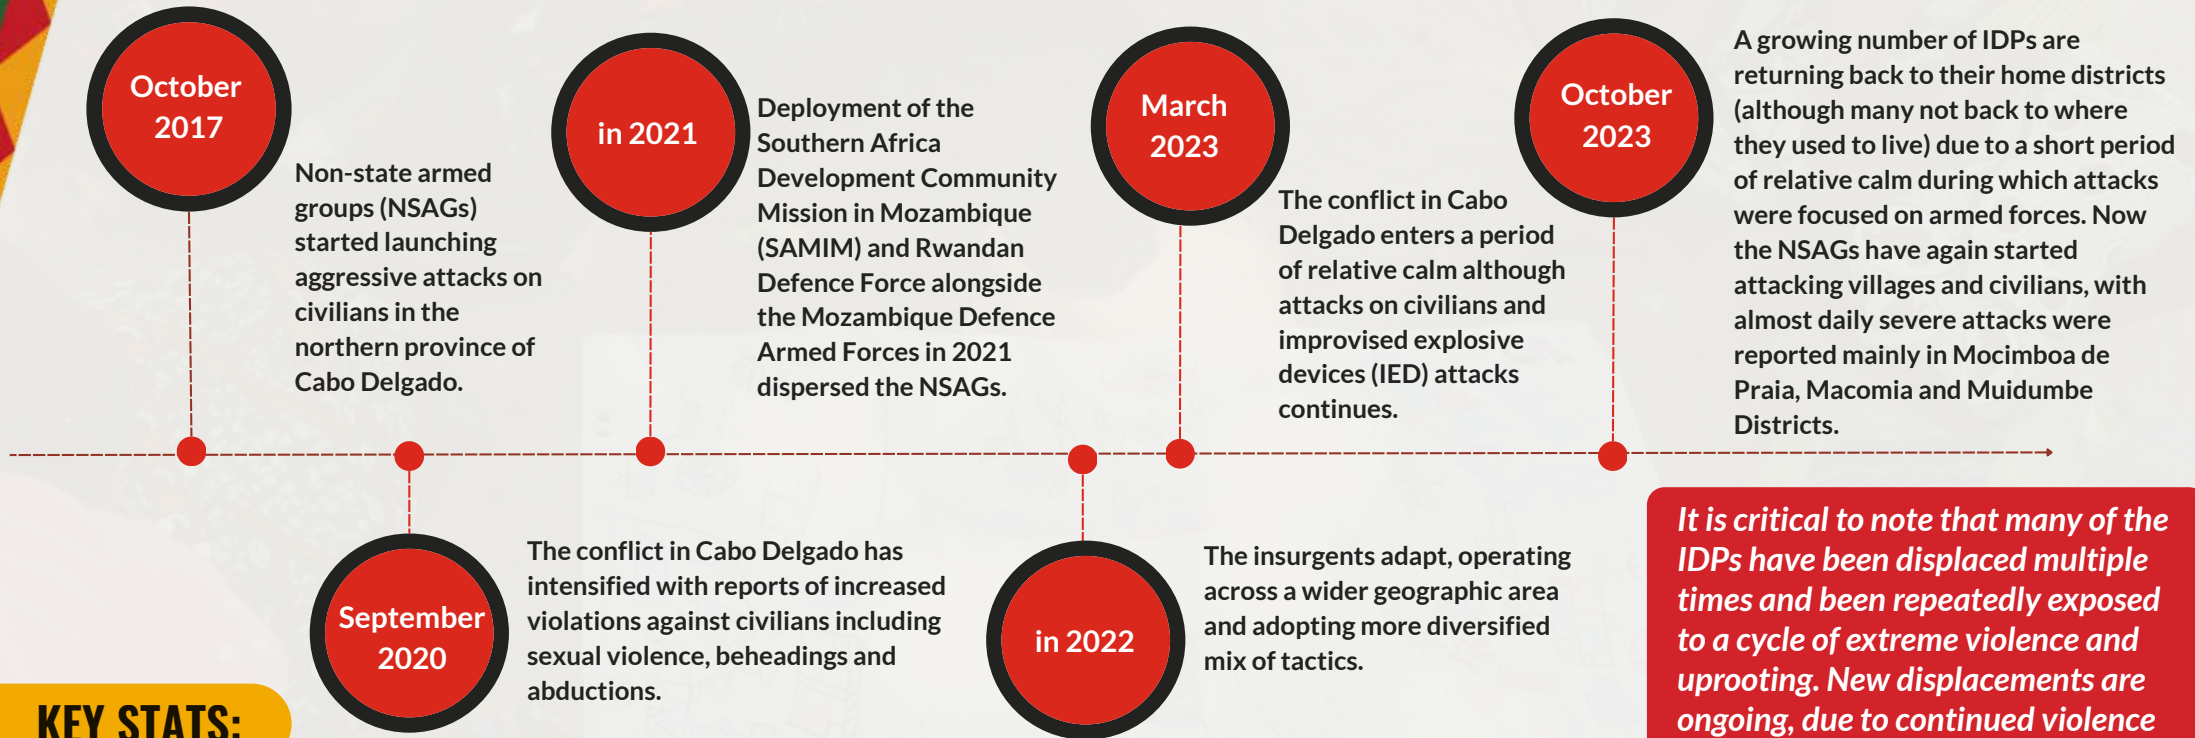 October
2017
Non-state armed
groups (NSAGs)
started launching
aggressive attacks on
civilians in the
northern province of
Cabo Delgado.
September
2020
The conflict in Cabo Delgado has
intensified with reports of increased
violations against civilians including
sexual violence, beheadings and
abductions.
in 2021
Deployment of the
Southern Africa
Development Community
Mission in Mozambique
(SAMIM) and Rwandan
Defence Force alongside
the Mozambique Defence
Armed Forces in 2021
dispersed the NSAGs.
in 2022
The insurgents adapt, operating
across a wider geographic area
and adopting more diversified
mix of tactics.
March
2023
The conflict in Cabo
Delgado enters a period
of relative calm although
attacks on civilians and
improvised explosive
devices (IED) attacks
continues.
October
2023
A growing number of IDPs are
returning back to their home districts
(although many not back to where
they used to live) due to a short period
of relative calm during which attacks
were focused on armed forces. Now
the NSAGs have again started
attacking villages and civilians, with
almost daily severe attacks were
reported mainly in Mocimboa de
Praia, Macomia and Muidumbe
Districts.
It is critical to note that many of the
IDPs have been displaced multiple
times and been repeatedly exposed
to a cycle of extreme violence and
uprooting. New displacements are
ongoing, due to continued violence
KEY STATS: